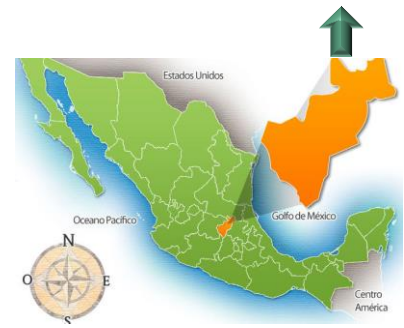 Estados Unidos
Oceano Pacífico
Golfo de México
N
O
E
S
Centro
América